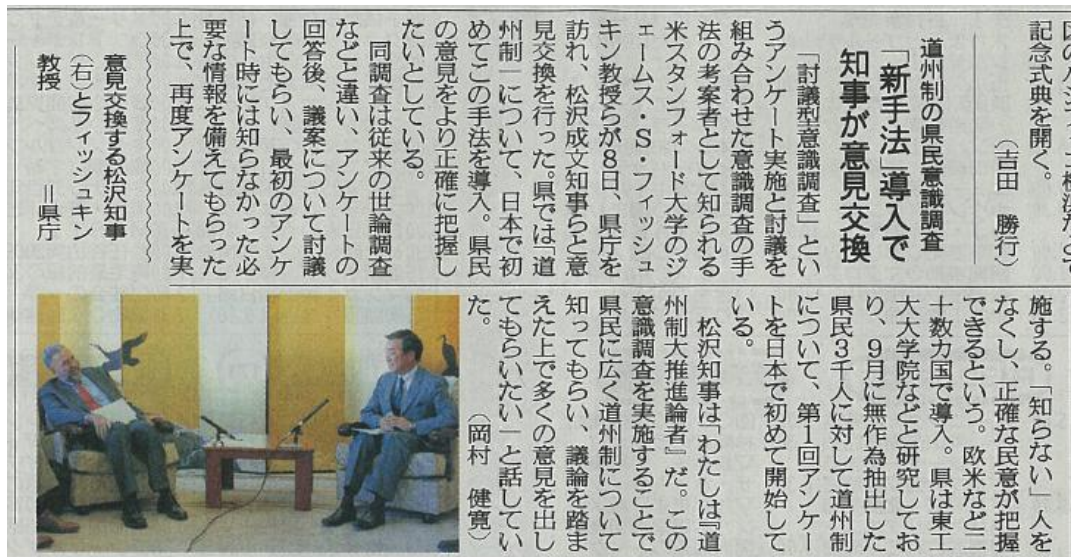 記念式典を開く。
（吉田　勝行）
道州制の県民意識調査
「新手法」導入で
知事が意見交換
「討議型意識調査」とい
うアンケート実施と討議を
組み合わせた意識調査の手
法の考案者として知られる
米スタンフォード大学のジ
ェームス・S・フィッシュ
キン教授らが8日、県庁を
訪れ、松沢成文知事らと意
見交換を行った。県では「道
州制」について、日本で初
めてこの手法を導入。県民
の意見をより正確に把握し
たいとしている。
同調査は従来の世論調査
などと違い、アンケートの
回答後、議案について討議
してもらい、最初のアンケ
ート時には知らなかった必
要な情報を備えてもらった
上で、再度アンケートを実
施する。「知らない」人を
なくし、正確な民意が把握
できるという。欧米など二
十数カ国で導入。県は東工
大大学院などと研究してお
り、9月に無作為抽出した
県民3千人に対して道州制
について、第1回アンケー
トを日本で初めて開始して
いる。
松沢知事は「わたしは『道
州制大推進論者』だ。この
意識調査を実施することで
県民に広く道州制について
知ってもらい、議論を踏ま
えた上で多くの意見を出し
てもらいたい」と話してい
た。
（岡村　健寛）
意見交換する松沢知事
（右）とフィッシュキン
教授　＝県庁